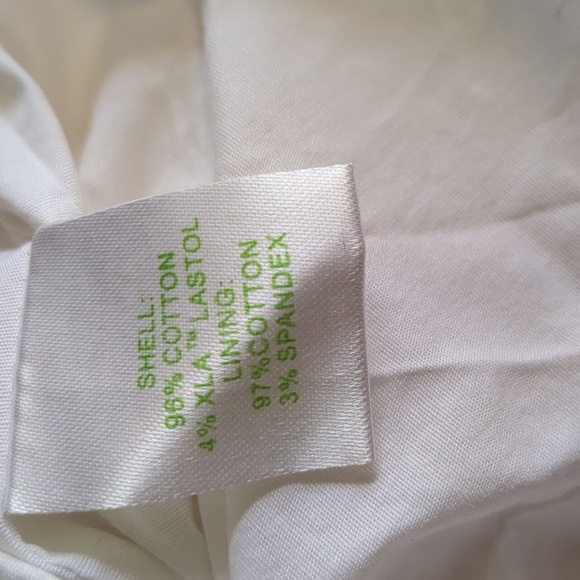 SHELL:
96% COTTON
4% XLA™ LASTOL
LINING:
97%COTTON
3% SPANDEX